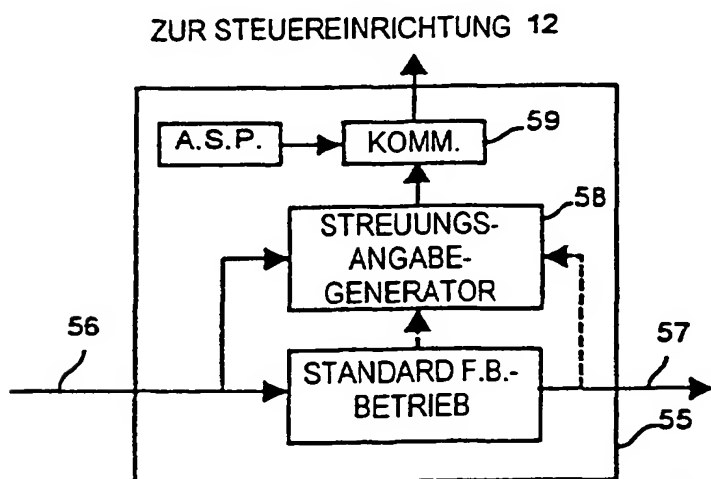 ZUR STEUEREINRICHTUNG 12
A.S.P.
KOMM.
59
58
STREUUNGS-
ANGABE-
GENERATOR
56
57
STANDARD F.B.-
BETRIEB
55